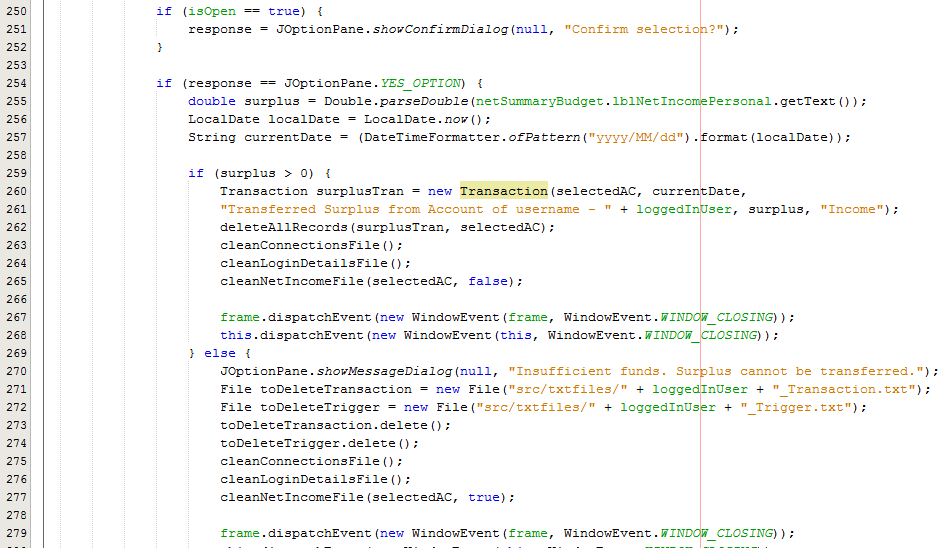 250 if (isOpen == true) {
251 response = JOptionPane.showConfirmDialog(null, "Confirm selection?");
252 }
253
254 if (response == JOptionPane.YES_OPTION) {
255 double surplus = Double.parseDouble(netSummaryBudget.lblNetIncomePersonal.getText());
256 LocalDate localDate = LocalDate.now();
257 String currentDate = (DateTimeFormatter.ofPattern("yyyy/MM/dd").format(localDate));
258
259 if (surplus > 0) {
260 Transaction surplusTran = new Transaction(selectedAC, currentDate,
261 "Transferred Surplus from Account of username - " + loggedInUser, surplus, "Income");
262 deleteAllRecords(surplusTran, selectedAC);
263 cleanConnectionsFile();
264 cleanLoginDetailsFile();
265 cleanNetIncomeFile(selectedAC, false);
266
267 frame.dispatchEvent(new WindowEvent(frame, WindowEvent.WINDOW_CLOSING));
268 this.dispatchEvent(new WindowEvent(this, WindowEvent.WINDOW_CLOSING));
269 } else {
270 JOptionPane.showMessageDialog(null, "Insufficient funds. Surplus cannot be transferred.");
271 File toDeleteTransaction = new File("src/txtfiles/" + loggedInUser + "_Transaction.txt");
272 File toDeleteTrigger = new File("src/txtfiles/" + loggedInUser + "_Trigger.txt");
273 toDeleteTransaction.delete();
274 toDeleteTrigger.delete();
275 cleanConnectionsFile();
276 cleanLoginDetailsFile();
277 cleanNetIncomeFile(selectedAC, true);
278
279 frame.dispatchEvent(new WindowEvent(frame, WindowEvent.WINDOW_CLOSING));